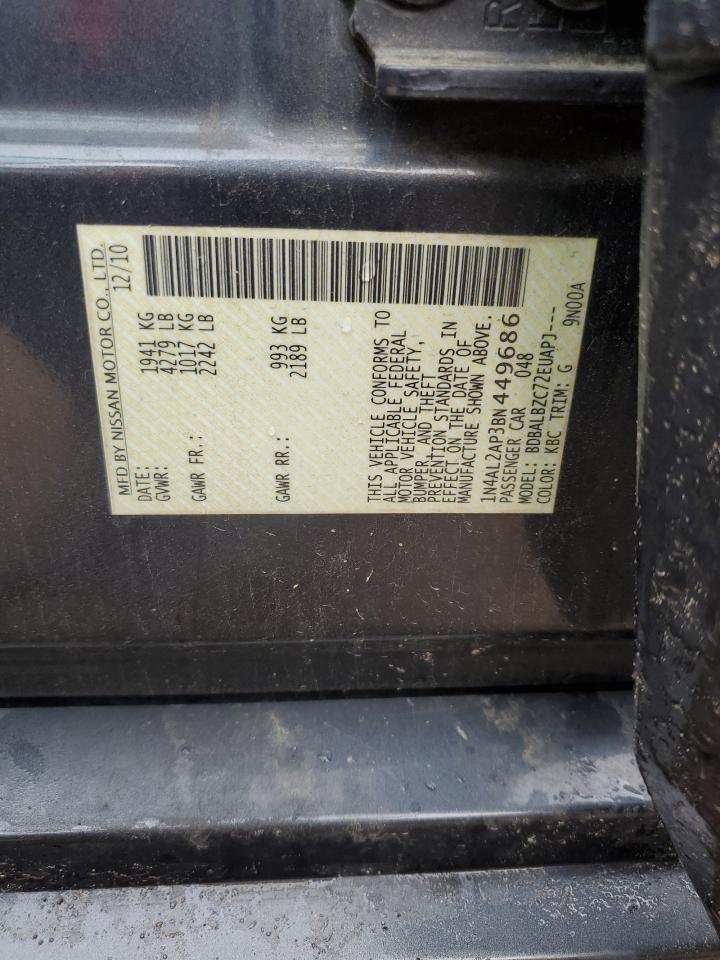 MFD BY NISSAN MOTOR CO., LTD.
DATE: 12/10
GVWR: 1941 KG
4279 LB
GAWR FR.: 1017 KG
2242 LB
GAWR RR.: 993 KG
2189 LB
THIS VEHICLE CONFORMS TO
ALL APPLICABLE FEDERAL
MOTOR VEHICLE SAFETY,
BUMPER, AND THEFT
PREVENTION STANDARDS IN
EFFECT ON THE DATE OF
MANUFACTURE SHOWN ABOVE.
1N4AL2AP3BN449686
PASSENGER CAR 048
MODEL: BDBALBZC72EUAPJ---
COLOR: KBC TRIM: G 9N00A